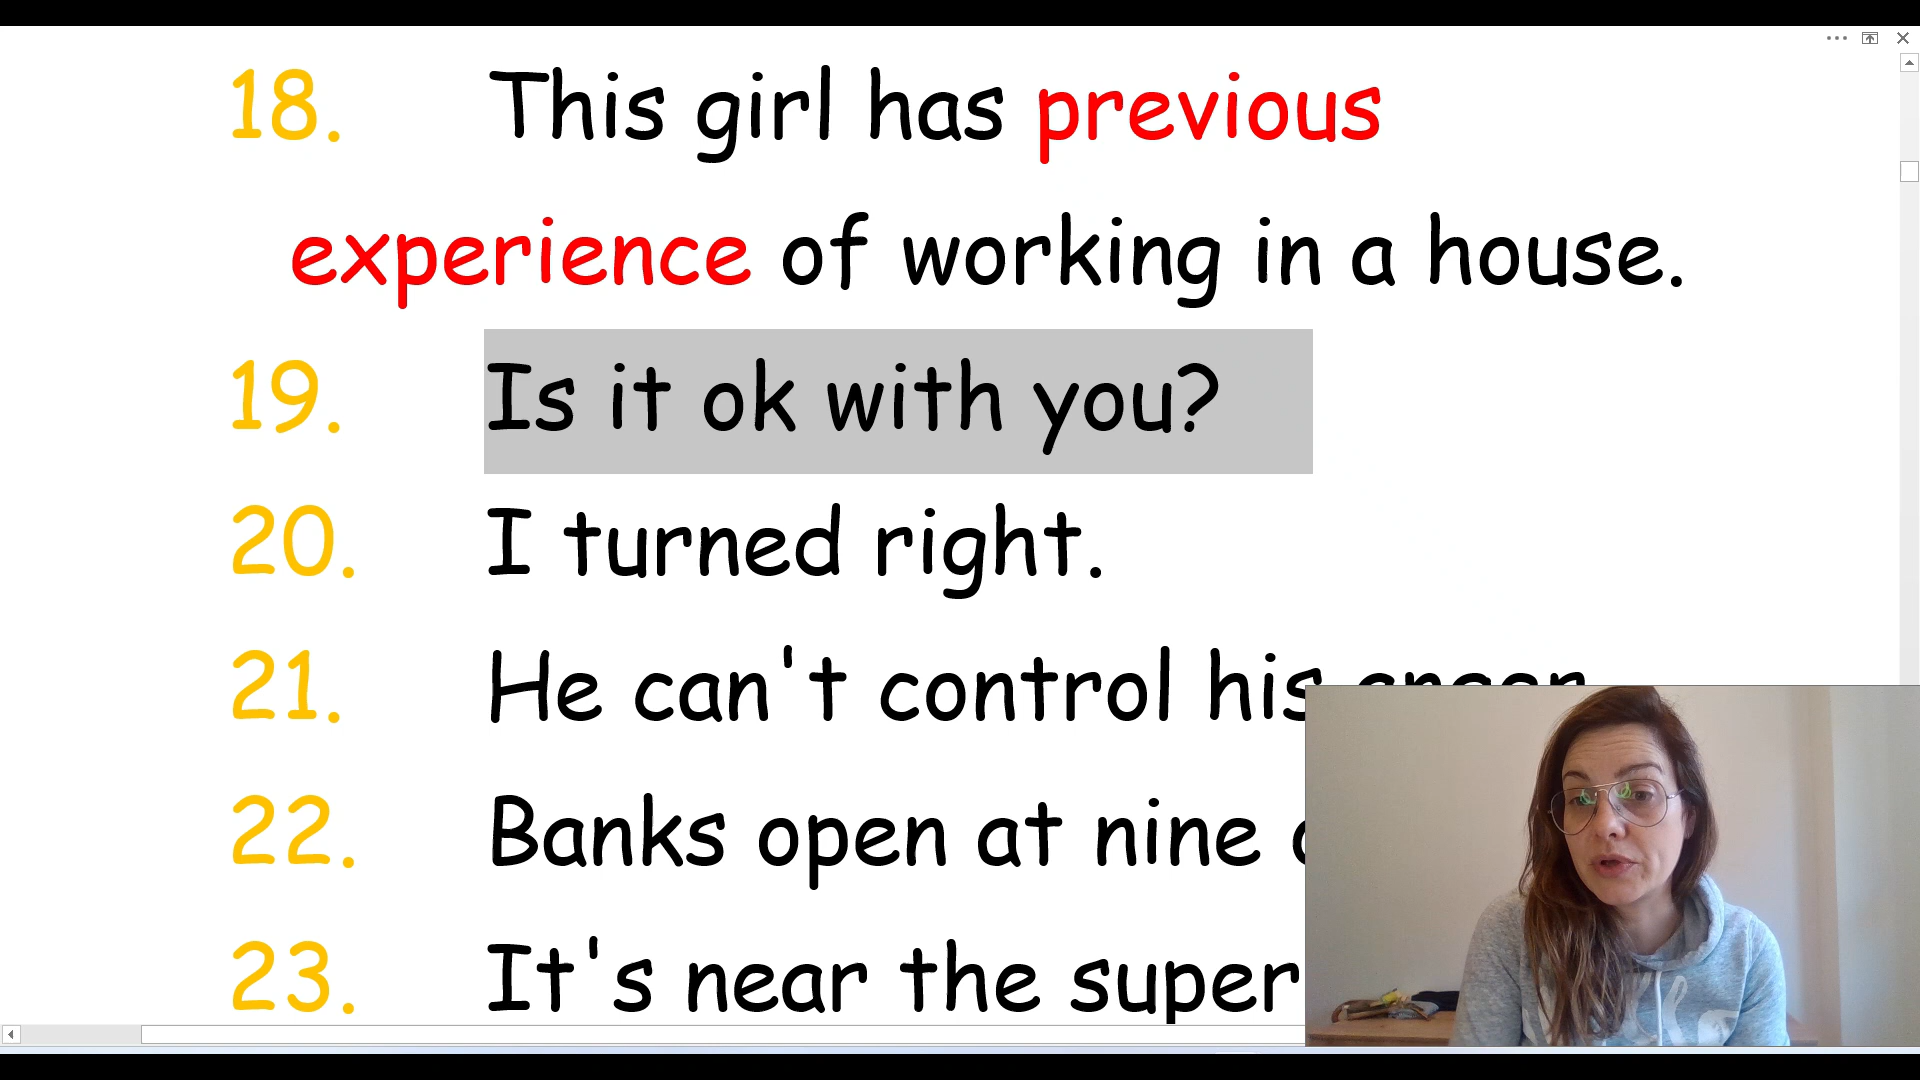 18. This girl has previous
experience of working in a house.
19. Is it ok with you?
20. I turned right.
21. He can't control his
22. Banks open at nine
23. It's near the super